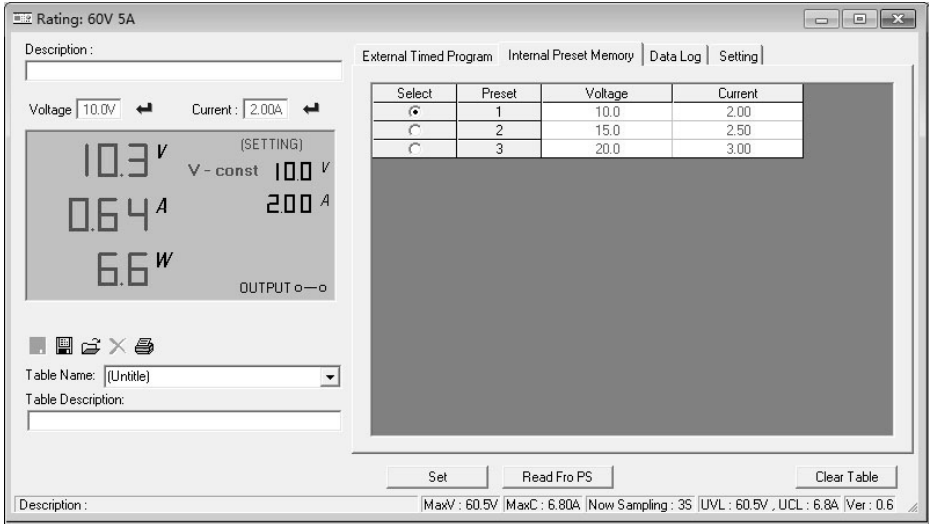 Rating: 60V 5A
Description :
Voltage 10.0V Current : 2.00A
10.3 V
(SETTING)
V - const 10.0 V
0.64 A
2.00 A
6.6 W
OUTPUT
Table Name: (Untitle)
Table Description:
External Timed Program Internal Preset Memory Data Log Setting
Select Preset Voltage Current
1 10.0 2.00
2 15.0 2.50
3 20.0 3.00
Set Read Fro PS Clear Table
Description : MaxV : 60.5V MaxC : 6.80A Now Sampling : 3S UVL : 60.5V , UCL : 6.8A Ver : 0.6